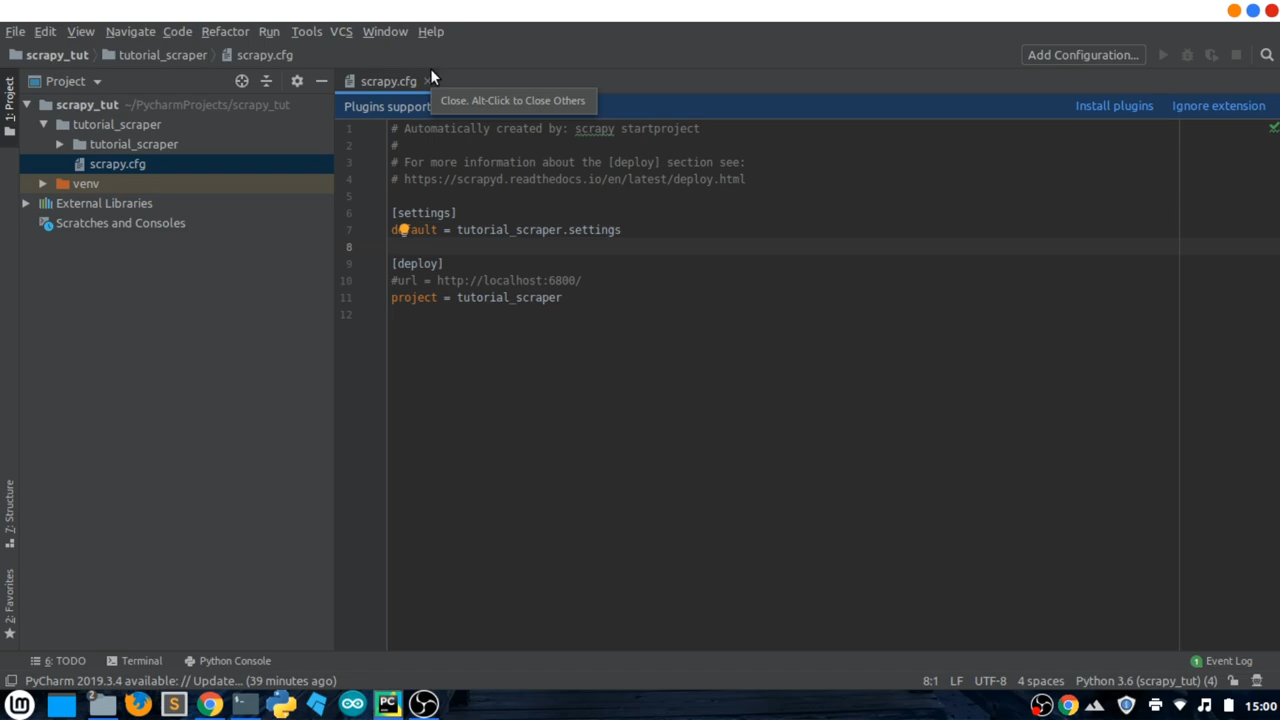 File Edit View Navigate Code Refactor Run Tools VCS Window Help
scrapy_tut tutorial_scraper scrapy.cfg Add Configuration...
1: Project
Project
scrapy.cfg
Close. Alt-Click to Close Others
Plugins support
Install plugins Ignore extension
scrapy_tut ~/PycharmProjects/scrapy_tut
tutorial_scraper
tutorial_scraper
scrapy.cfg
venv
External Libraries
Scratches and Consoles
1 # Automatically created by: scrapy startproject
2 #
3 # For more information about the [deploy] section see:
4 # https://scrapyd.readthedocs.io/en/latest/deploy.html
5
6 [settings]
7 default = tutorial_scraper.settings
8
9 [deploy]
10 #url = http://localhost:6800/
11 project = tutorial_scraper
12
7: Structure
2: Favorites
6: TODO Terminal Python Console 1 Event Log
PyCharm 2019.3.4 available: // Update... (39 minutes ago) 8:1 LF UTF-8 4 spaces Python 3.6 (scrapy_tut) (4)
2 S PC 15:00